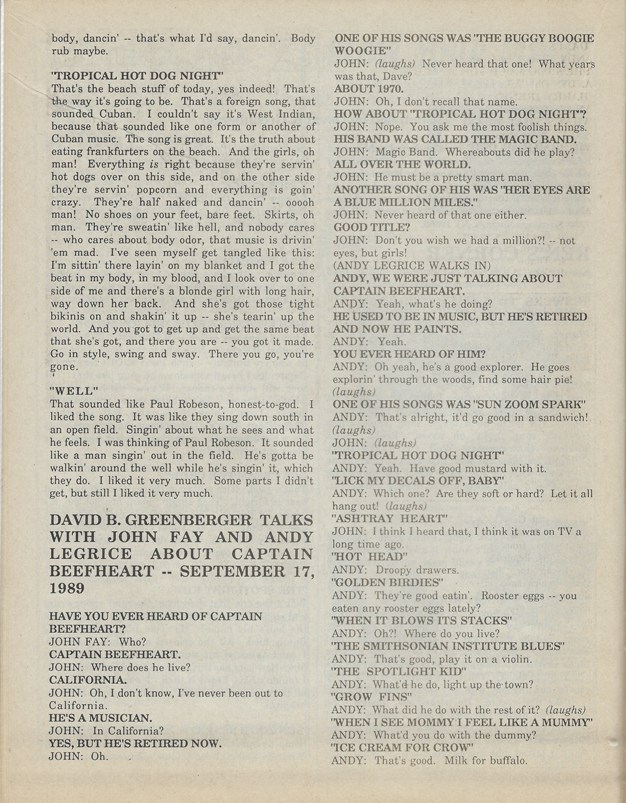 body, dancin' -- that's what I'd say, dancin'. Body
rub maybe.
"TROPICAL HOT DOG NIGHT"
That's the beach stuff of today, yes indeed! That's
the way it's going to be. That's a foreign song, that
sounded Cuban. I couldn't say it's West Indian,
because that sounded like one form or another of
Cuban music. The song is great. It's the truth about
eating frankfurters on the beach. And the girls, oh
man! Everything is right because they're servin'
hot dogs over on this side, and on the other side
they're servin' popcorn and everything is goin'
crazy. They're half naked and dancin' -- ooooh
man! No shoes on your feet, bare feet. Skirts, oh
man. They're sweatin' like hell, and nobody cares
-- who cares about body odor, that music is drivin'
'em mad. I've seen myself get tangled like this:
I'm sittin' there layin' on my blanket and I got the
beat in my body, in my blood, and I look over to one
side of me and there's a blonde girl with long hair,
way down her back. And she's got those tight
bikinis on and shakin' it up -- she's tearin' up the
world. And you got to get up and get the same beat
that she's got, and there you are -- you got it made.
Go in style, swing and sway. There you go, you're
gone.
"WELL"
That sounded like Paul Robeson, honest-to-god. I
liked the song. It was like they sing down south in
an open field. Singin' about what he sees and what
he feels. I was thinking of Paul Robeson. It sounded
like a man singin' out in the field. He's gotta be
walkin' around the well while he's singin' it, which
they do. I liked it very much. Some parts I didn't
get, but still I liked it very much.
DAVID B. GREENBERGER TALKS
WITH JOHN FAY AND ANDY
LEGRICE ABOUT CAPTAIN
BEEFHEART -- SEPTEMBER 17,
1989
HAVE YOU EVER HEARD OF CAPTAIN
BEEFHEART?
JOHN FAY: Who?
CAPTAIN BEEFHEART.
JOHN: Where does he live?
CALIFORNIA.
JOHN: Oh, I don't know, I've never been out to
California.
HE'S A MUSICIAN.
JOHN: In California?
YES, BUT HE'S RETIRED NOW.
JOHN: Oh.
ONE OF HIS SONGS WAS "THE BUGGY BOOGIE
WOOGIE"
JOHN: (laughs) Never heard that one! What years
was that, Dave?
ABOUT 1970.
JOHN: Oh, I don't recall that name.
HOW ABOUT "TROPICAL HOT DOG NIGHT"?
JOHN: Nope. You ask me the most foolish things.
HIS BAND WAS CALLED THE MAGIC BAND.
JOHN: Magic Band. Whereabouts did he play?
ALL OVER THE WORLD.
JOHN: He must be a pretty smart man.
ANOTHER SONG OF HIS WAS "HER EYES ARE
A BLUE MILLION MILES."
JOHN: Never heard of that one either.
GOOD TITLE?
JOHN: Don't you wish we had a million?! -- not
eyes, but girls!
(ANDY LEGRICE WALKS IN)
ANDY, WE WERE JUST TALKING ABOUT
CAPTAIN BEEFHEART.
ANDY: Yeah, what's he doing?
HE USED TO BE IN MUSIC, BUT HE'S RETIRED
AND NOW HE PAINTS.
ANDY: Yeah.
YOU EVER HEARD OF HIM?
ANDY: Oh yeah, he's a good explorer. He goes
explorin' through the woods, find some hair pie!
(laughs)
ONE OF HIS SONGS WAS "SUN ZOOM SPARK"
ANDY: That's alright, it'd go good in a sandwich!
(laughs)
JOHN: (laughs)
"TROPICAL HOT DOG NIGHT"
ANDY: Yeah. Have good mustard with it.
"LICK MY DECALS OFF, BABY"
ANDY: Which one? Are they soft or hard? Let it all
hang out! (laughs)
"ASHTRAY HEART"
JOHN: I think I heard that, I think it was on TV a
long time ago.
"HOT HEAD"
ANDY: Droopy drawers.
"GOLDEN BIRDIES"
ANDY: They're good eatin'. Rooster eggs -- you
eaten any rooster eggs lately?
"WHEN IT BLOWS ITS STACKS"
ANDY: Oh?! Where do you live?
"THE SMITHSONIAN INSTITUTE BLUES"
ANDY: That's good, play it on a violin.
"THE SPOTLIGHT KID"
ANDY: What'd he do, light up the town?
"GROW FINS"
ANDY: What did he do with the rest of it? (laughs)
"WHEN I SEE MOMMY I FEEL LIKE A MUMMY"
ANDY: What'd you do with the dummy?
"ICE CREAM FOR CROW"
ANDY: That's good. Milk for buffalo.